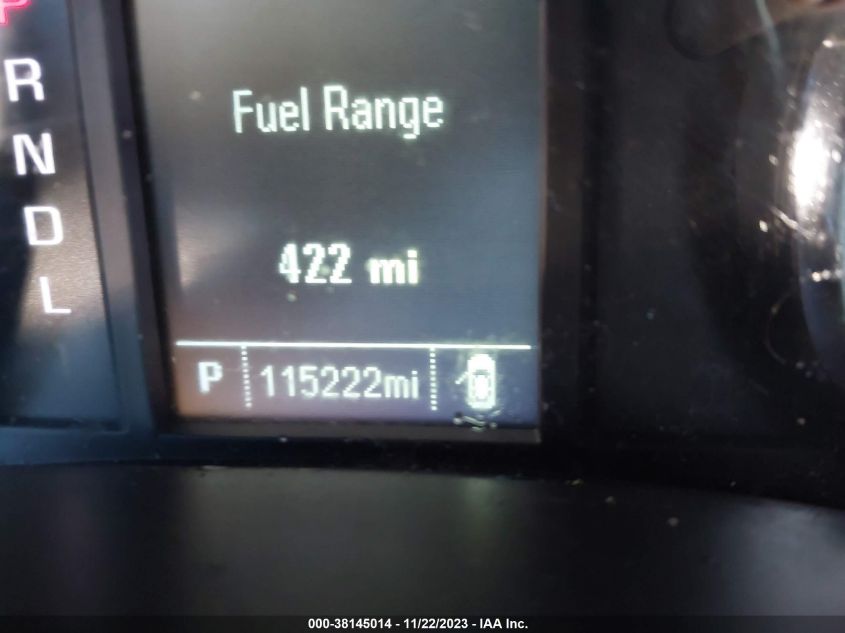 P
R
N
D
L
Fuel Range
422 mi
P 115222mi
000-38145014 - 11/22/2023 - IAA Inc.